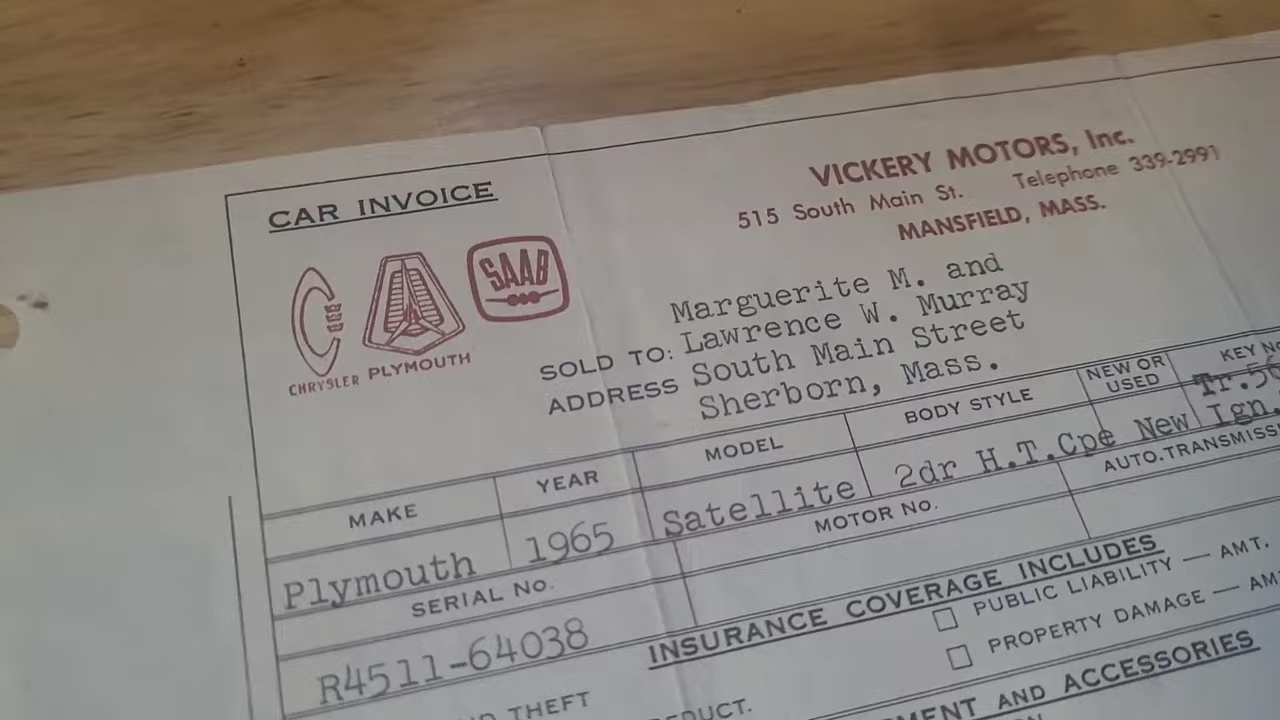 CAR INVOICE
VICKERY MOTORS, Inc.
515 South Main St. Telephone 339-2991
MANSFIELD, MASS.
SAAB
CHRYSLER PLYMOUTH
Marguerite M. and
SOLD TO: Lawrence W. Murray
ADDRESS South Main Street
Sherborn, Mass.
MAKE YEAR MODEL BODY STYLE NEW OR USED KEY
Plymouth 1965 Satellite 2dr H.T.Cpe New Tr.
Ign.
SERIAL NO. MOTOR NO.
R4511-64038
INSURANCE COVERAGE INCLUDES
PUBLIC LIABILITY — AMT.
PROPERTY DAMAGE —
THEFT
AND ACCESSORIES